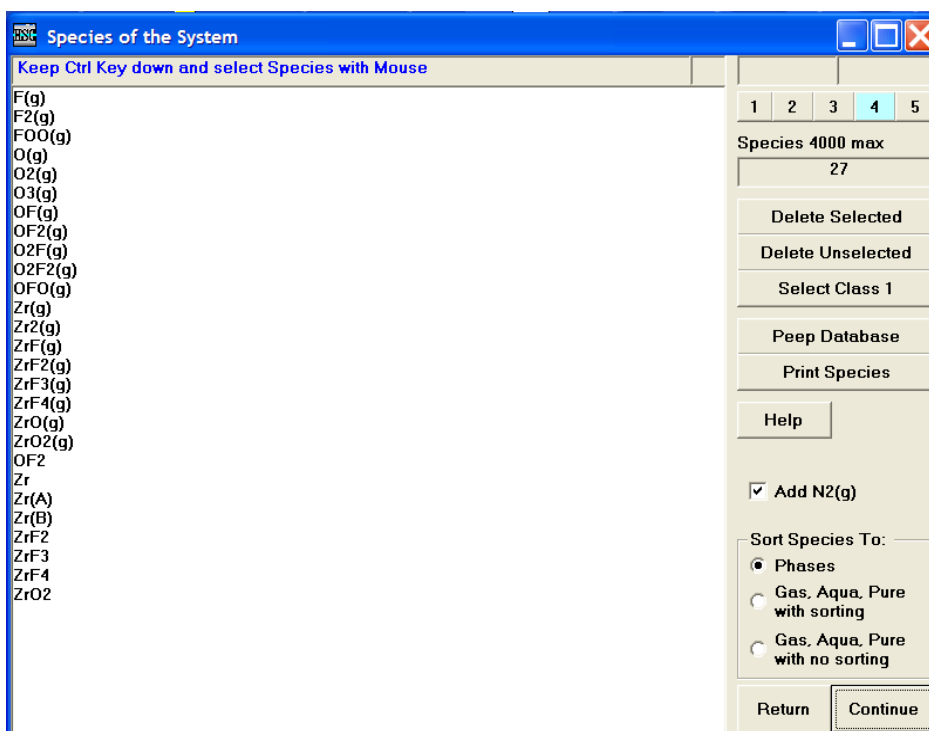 HSC Species of the System
Keep Ctrl Key down and select Species with Mouse
F(g)
F2(g)
FOO(g)
O(g)
O2(g)
O3(g)
OF(g)
OF2(g)
O2F(g)
O2F2(g)
OFO(g)
Zr(g)
Zr2(g)
ZrF(g)
ZrF2(g)
ZrF3(g)
ZrF4(g)
ZrO(g)
ZrO2(g)
OF2
Zr
Zr(A)
Zr(B)
ZrF2
ZrF3
ZrF4
ZrO2
1 2 3 4 5
Species 4000 max
27
Delete Selected
Delete Unselected
Select Class 1
Peep Database
Print Species
Help
Add N2(g)
Sort Species To:
Phases
Gas, Aqua, Pure
with sorting
Gas, Aqua, Pure
with no sorting
Return Continue